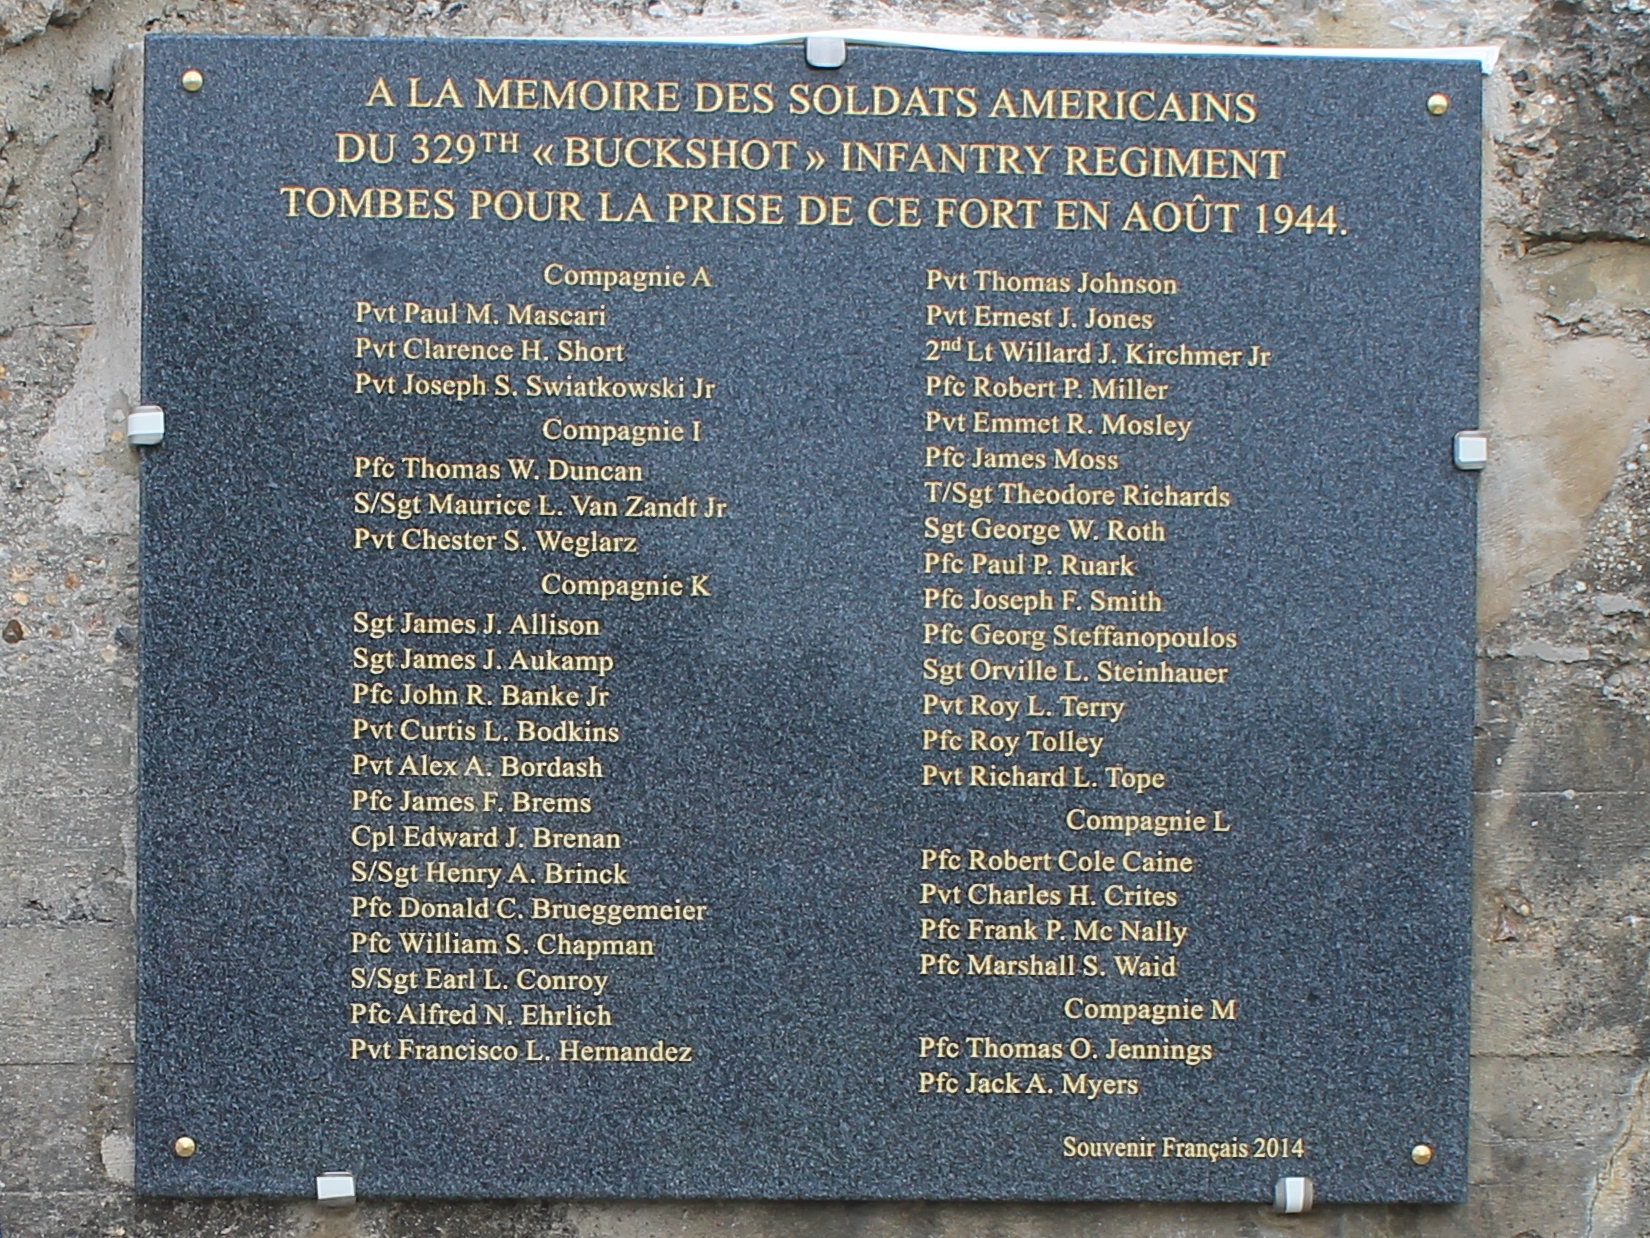 A LA MEMOIRE DES SOLDATS AMERICAINS
DU 329TH « BUCKSHOT » INFANTRY REGIMENT
TOMBES POUR LA PRISE DE CE FORT EN AOÛT 1944.
Compagnie A
Pvt Paul M. Mascari
Pvt Clarence H. Short
Pvt Joseph S. Swiatkowski Jr
Compagnie I
Pfc Thomas W. Duncan
S/Sgt Maurice L. Van Zandt Jr
Pvt Chester S. Weglarz
Compagnie K
Sgt James J. Allison
Sgt James J. Aukamp
Pfc John R. Banke Jr
Pvt Curtis L. Bodkins
Pvt Alex A. Bordash
Pfc James F. Brems
Cpl Edward J. Brenan
S/Sgt Henry A. Brinck
Pfc Donald C. Brueggemeier
Pfc William S. Chapman
S/Sgt Earl L. Conroy
Pfc Alfred N. Ehrlich
Pvt Francisco L. Hernandez
Pvt Thomas Johnson
Pvt Ernest J. Jones
2nd Lt Willard J. Kirchmer Jr
Pfc Robert P. Miller
Pvt Emmet R. Mosley
Pfc James Moss
T/Sgt Theodore Richards
Sgt George W. Roth
Pfc Paul P. Ruark
Pfc Joseph F. Smith
Pfc Georg Steffanopoulos
Sgt Orville L. Steinhauer
Pvt Roy L. Terry
Pfc Roy Tolley
Pvt Richard L. Tope
Compagnie L
Pfc Robert Cole Caine
Pvt Charles H. Crites
Pfc Frank P. Mc Nally
Pfc Marshall S. Waid
Compagnie M
Pfc Thomas O. Jennings
Pfc Jack A. Myers
Souvenir Français 2014